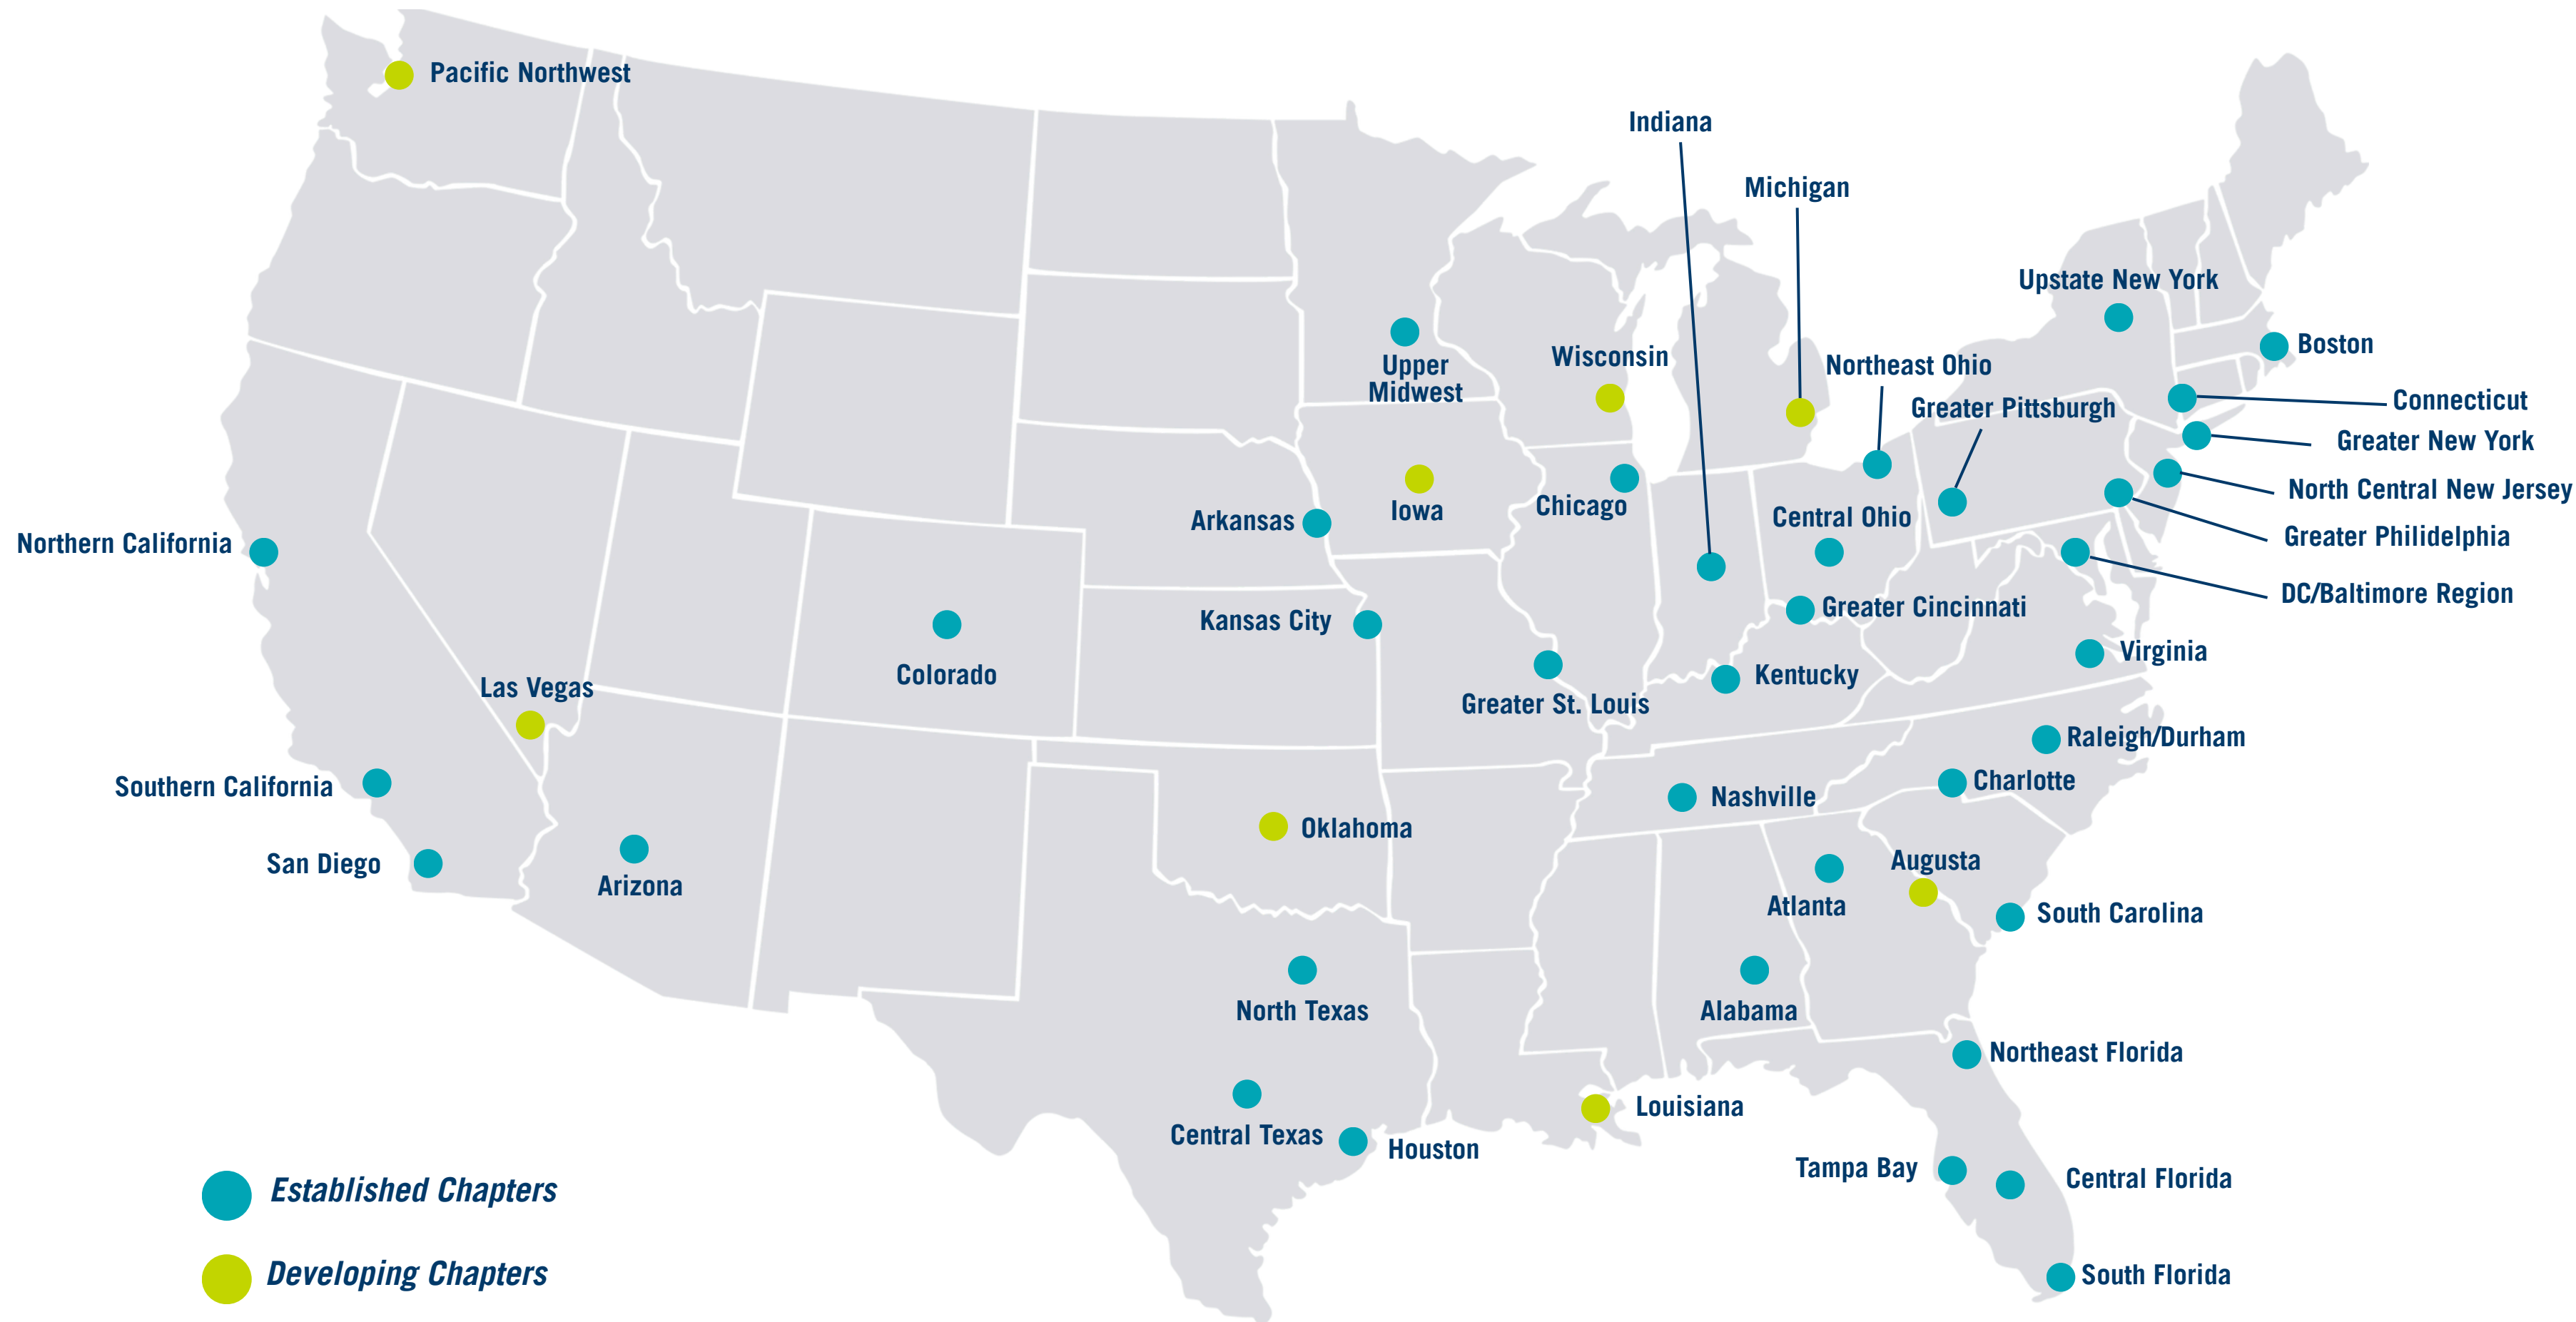 Pacific Northwest
Indiana
Michigan
Upstate New York
Boston
Upper
Midwest
Wisconsin
Northeast Ohio
Greater Pittsburgh
Connecticut
Greater New York
North Central New Jersey
Iowa
Chicago
Arkansas
Central Ohio
Greater Philidelphia
Northern California
DC/Baltimore Region
Kansas City
Greater Cincinnati
Virginia
Colorado
Kentucky
Las Vegas
Greater St. Louis
Raleigh/Durham
Southern California
Charlotte
Nashville
Oklahoma
San Diego
Arizona
Augusta
Atlanta
South Carolina
North Texas
Alabama
Northeast Florida
Louisiana
Central Texas
Houston
Tampa Bay
Central Florida
Established Chapters
Developing Chapters
South Florida